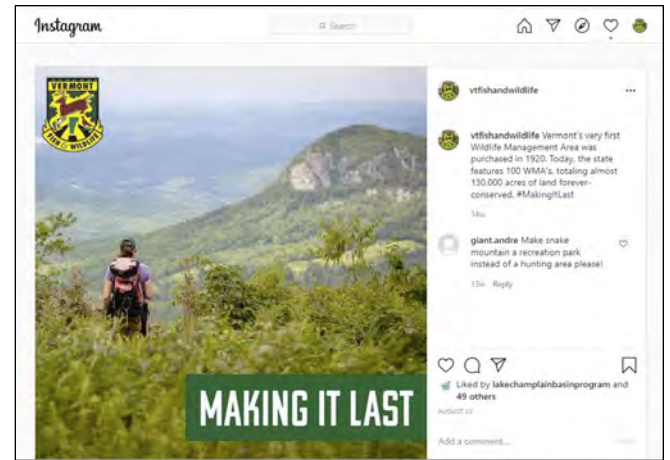 Instagram
Search
VERMONT
FISH & WILDLIFE
MAKING IT LAST
vtfishandwildlife
vtfishandwildlife Vermont's very first
Wildlife Management Area was
purchased in 1920. Today, the state
features 100 WMA's, totaling almost
130,000 acres of land forever-
conserved. #MakingItLast
14w
giant.andre Make snake
mountain a recreation park
instead of a hunting area please!
13w Reply
Liked by lakechamplainbasinprogram and
49 others
Add a comment...